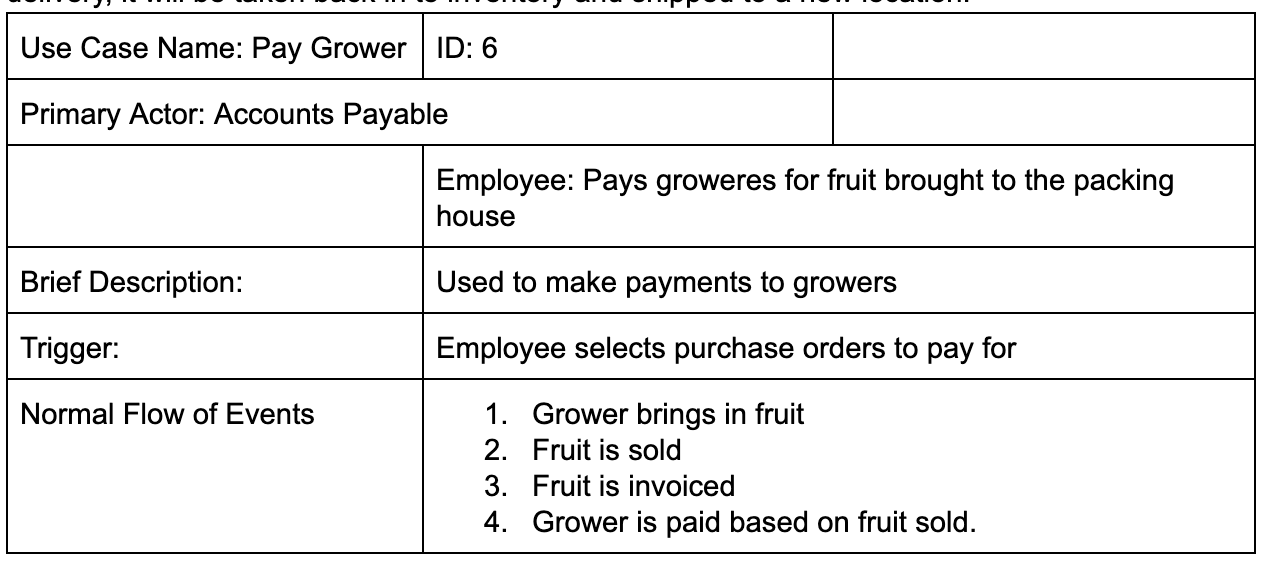 delivery, it will be taken back in to inventory and shipped to a new location.
Use Case Name: Pay Grower
ID: 6
Primary Actor: Accounts Payable
Employee: Pays groweres for fruit brought to the packing
house
Brief Description:
Used to make payments to growers
Trigger:
Employee selects purchase orders to pay for
Normal Flow of Events
1. Grower brings in fruit
2. Fruit is sold
3. Fruit is invoiced
4. Grower is paid based on fruit sold.